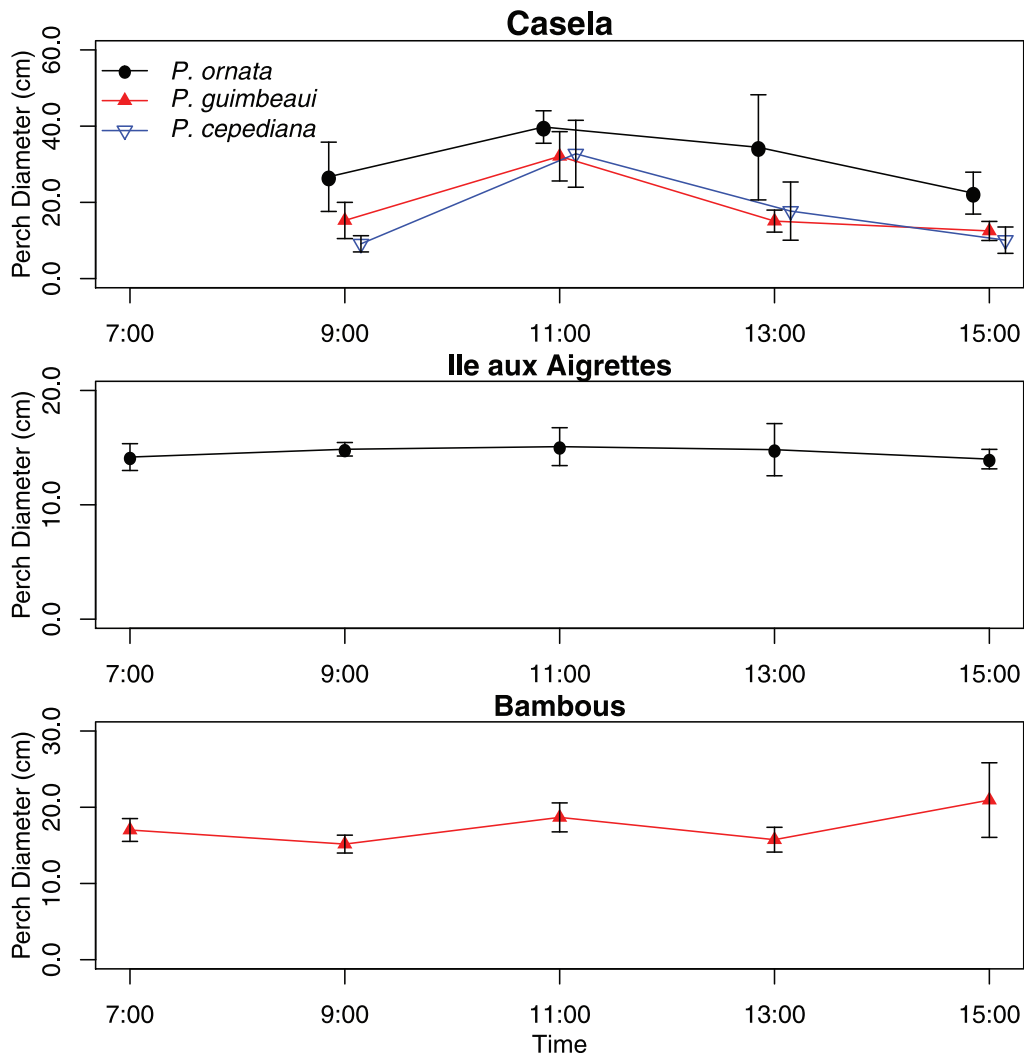 Casela
Perch Diameter (cm)
60.0
40.0
20.0
0.0
P. ornata
P. guimbeaui
P. cepediana
7:00 9:00 11:00 13:00 15:00
Ile aux Aigrettes
Perch Diameter (cm)
20.0
10.0
0.0
7:00 9:00 11:00 13:00 15:00
Bambous
Perch Diameter (cm)
30.0
20.0
10.0
0.0
7:00 9:00 11:00 13:00 15:00
Time